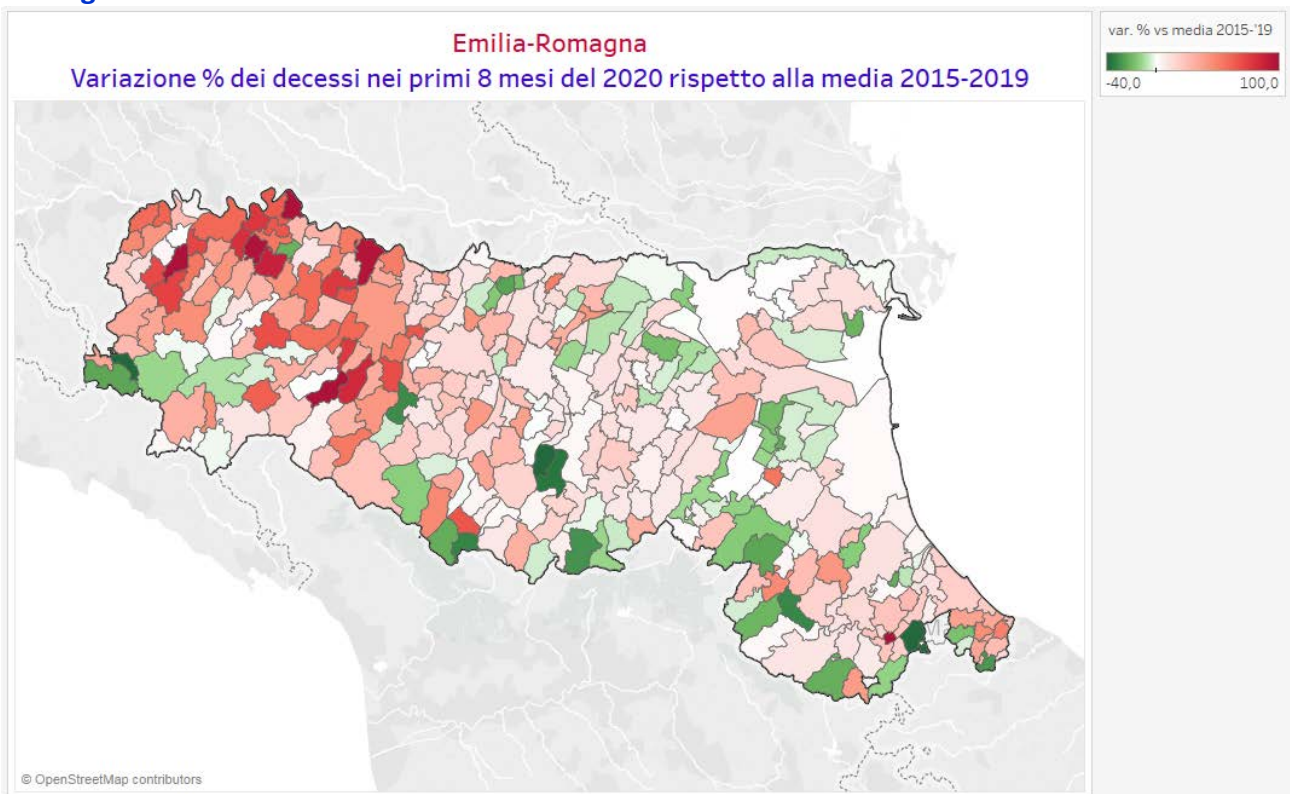 Emilia-Romagna
Variazione % dei decessi nei primi 8 mesi del 2020 rispetto alla media 2015-2019
var. % vs media 2015-'19
-40,0 100,0
M
© OpenStreetMap contributors